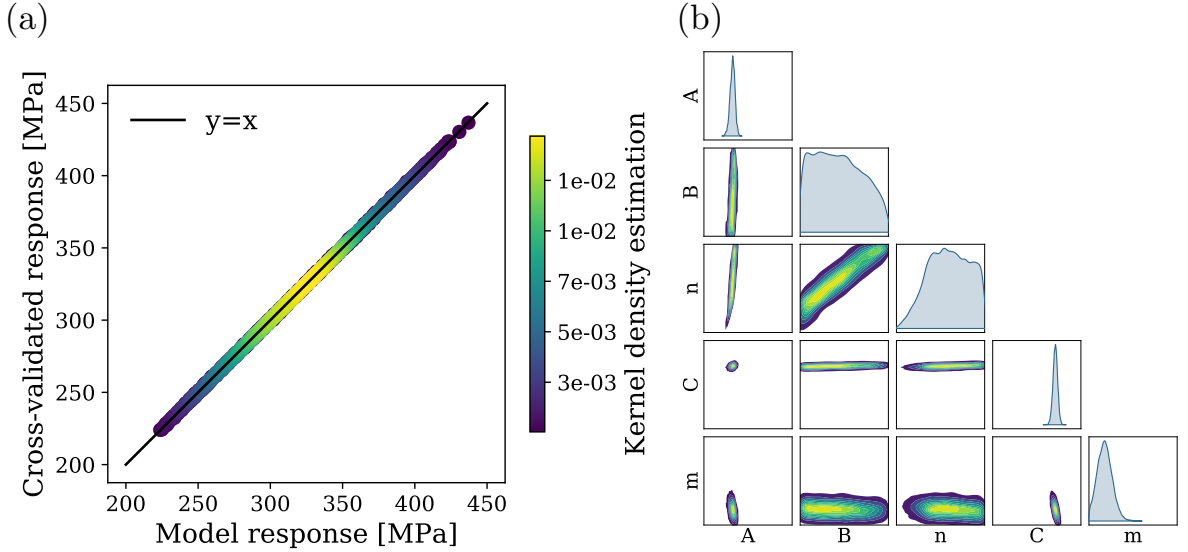 (a)
Cross-validated response [MPa]
450
400
350
300
250
200
y=x
200 250 300 350 400 450
Model response [MPa]
1e-02
1e-02
7e-03
5e-03
3e-03
Kernel density estimation
(b)
A
B
n
C
m
A B n C m